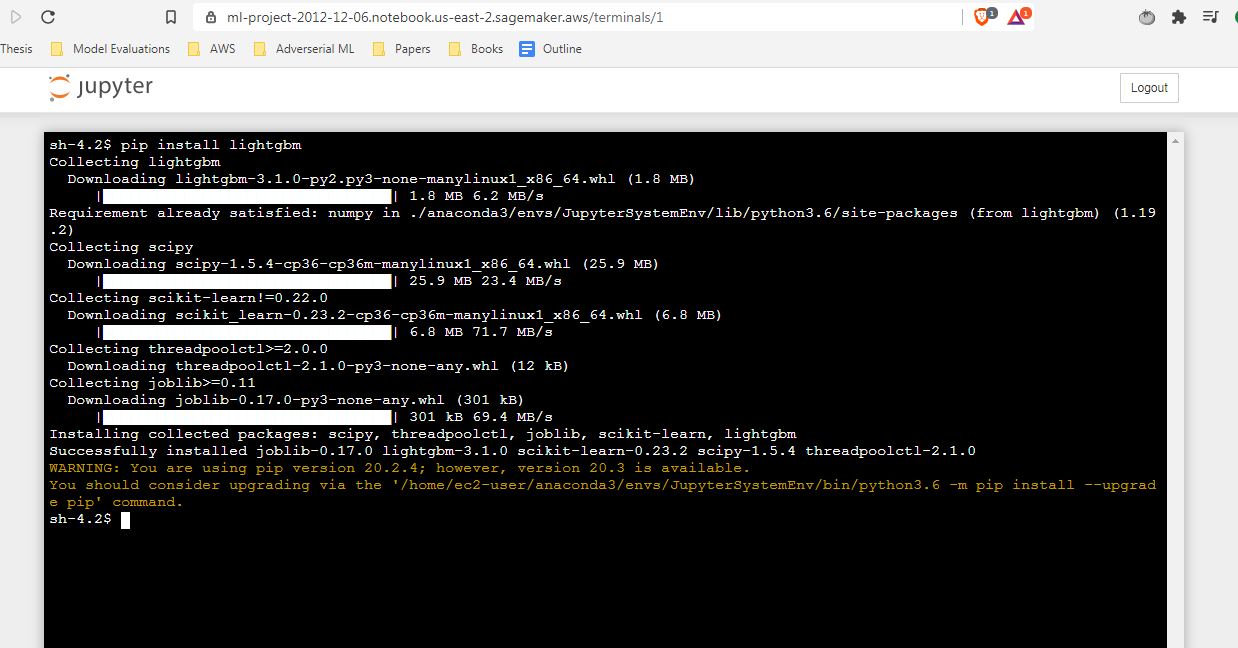 ml-project-2012-12-06.notebook.us-east-2.sagemaker.aws/terminals/1
1
1
Thesis Model Evaluations AWS Adverserial ML Papers Books Outline
jupyter
Logout
sh-4.2$ pip install lightgbm
Collecting lightgbm
  Downloading lightgbm-3.1.0-py2.py3-none-manylinux1_x86_64.whl (1.8 MB)
     || 1.8 MB 6.2 MB/s
Requirement already satisfied: numpy in ./anaconda3/envs/JupyterSystemEnv/lib/python3.6/site-packages (from lightgbm) (1.19
.2)
Collecting scipy
  Downloading scipy-1.5.4-cp36-cp36m-manylinux1_x86_64.whl (25.9 MB)
     || 25.9 MB 23.4 MB/s
Collecting scikit-learn!=0.22.0
  Downloading scikit_learn-0.23.2-cp36-cp36m-manylinux1_x86_64.whl (6.8 MB)
     || 6.8 MB 71.7 MB/s
Collecting threadpoolctl>=2.0.0
  Downloading threadpoolctl-2.1.0-py3-none-any.whl (12 kB)
Collecting joblib>=0.11
  Downloading joblib-0.17.0-py3-none-any.whl (301 kB)
     || 301 kB 69.4 MB/s
Installing collected packages: scipy, threadpoolctl, joblib, scikit-learn, lightgbm
Successfully installed joblib-0.17.0 lightgbm-3.1.0 scikit-learn-0.23.2 scipy-1.5.4 threadpoolctl-2.1.0
WARNING: You are using pip version 20.2.4; however, version 20.3 is available.
You should consider upgrading via the '/home/ec2-user/anaconda3/envs/JupyterSystemEnv/bin/python3.6 -m pip install --upgrad
e pip' command.
sh-4.2$